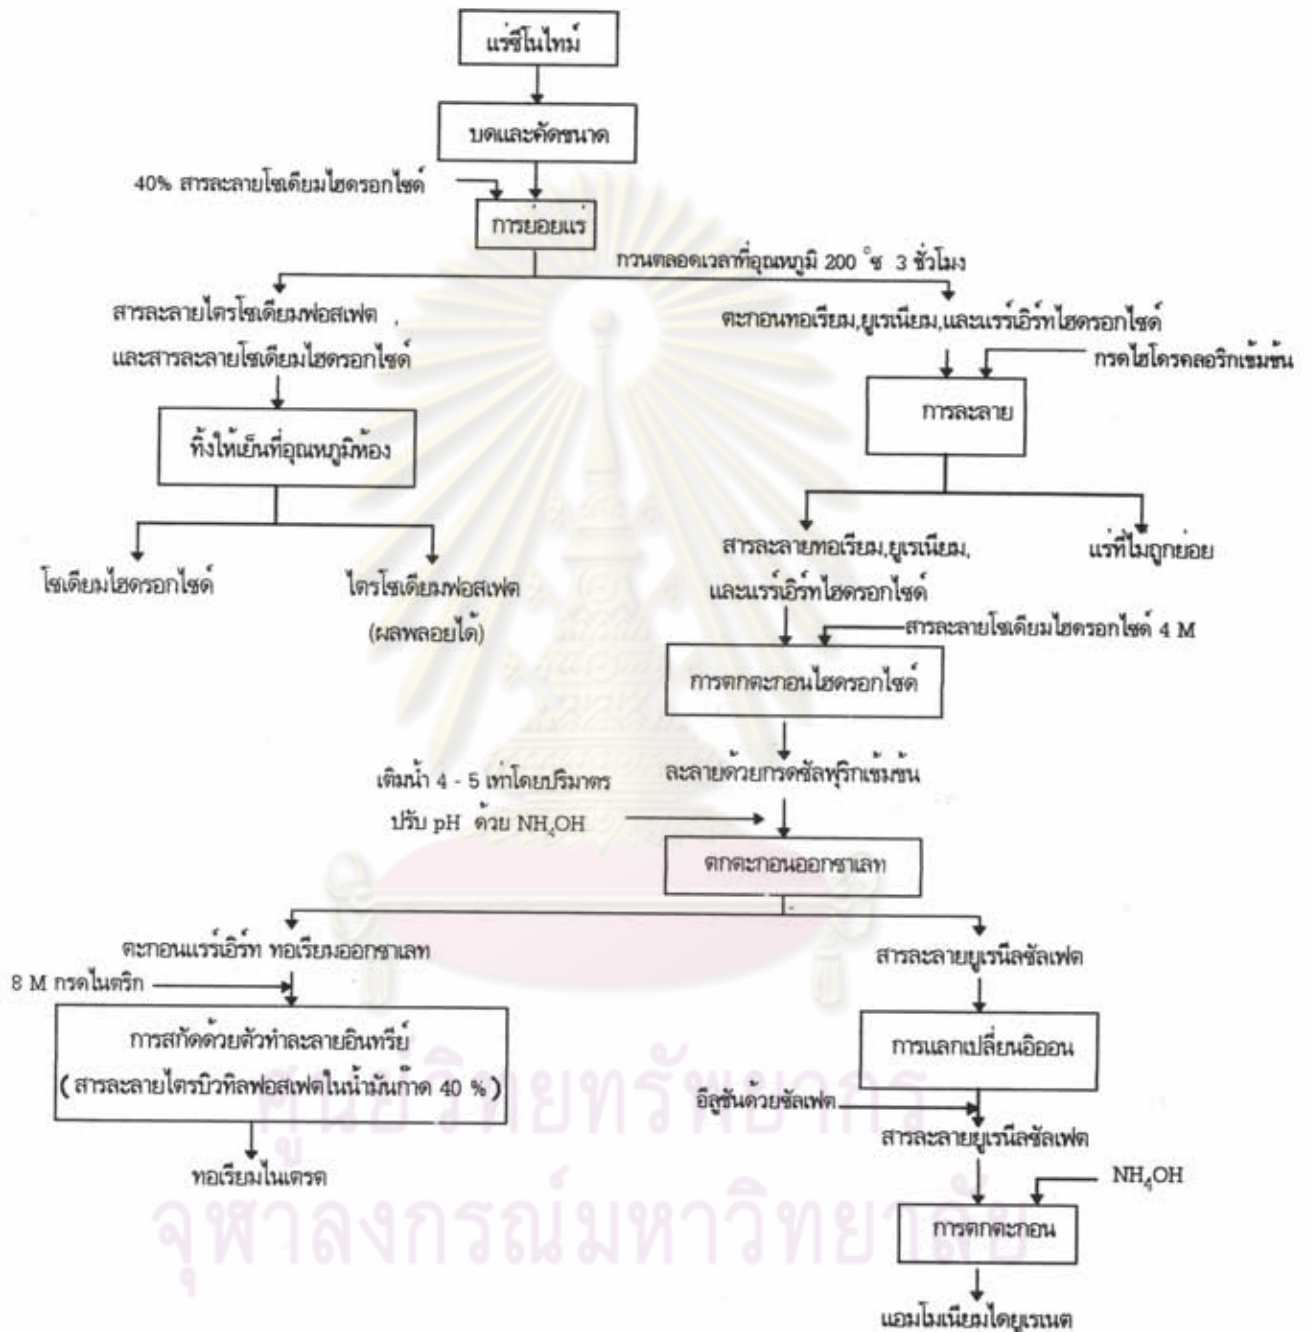 แร่ซีโนไทม์
บดและคัดขนาด
40% สารละลายโซเดียมไฮดรอกไซด์
การย่อยแร่
กวนตลอดเวลาที่อุณหภูมิ 200 °ซ 3 ชั่วโมง
สารละลายไตรโซเดียมฟอสเฟต
และสารละลายโซเดียมไฮดรอกไซด์
ตะกอนทอเรียม,ยูเรเนียม,และแรร์เอิร์ทไฮดรอกไซด์
กรดไฮโดรคลอริกเข้มข้น
การละลาย
ทิ้งให้เย็นที่อุณหภูมิห้อง
โซเดียมไฮดรอกไซด์
ไตรโซเดียมฟอสเฟต
(ผลพลอยได้)
สารละลายทอเรียม,ยูเรเนียม,
และแรร์เอิร์ทไฮดรอกไซด์
แร่ที่ไม่ถูกย่อย
สารละลายโซเดียมไฮดรอกไซด์ 4 M
การตกตะกอนไฮดรอกไซด์
ละลายด้วยกรดซัลฟุริกเข้มข้น
เติมน้ำ 4 - 5 เท่าโดยปริมาตร
ปรับ pH ด้วย NH₄OH
ตกตะกอนออกซาเลท
ตะกอนแรร์เอิร์ท ทอเรียมออกซาเลท
8 M กรดไนตริก
การสกัดด้วยตัวทำละลายอินทรีย์
( สารละลายไตรบิวทิลฟอสเฟตในน้ำมันก๊าด 40 % )
ทอเรียมไนเตรต
สารละลายยูเรนีลซัลเฟต
การแลกเปลี่ยนอิออน
อีลูชันด้วยซัลเฟต
สารละลายยูเรนีลซัลเฟต
NH₄OH
การตกตะกอน
แอมโมเนียมไดยูเรเนต
ศูนย์วิทยทรัพยากร
จุฬาลงกรณ์มหาวิทยาลัย